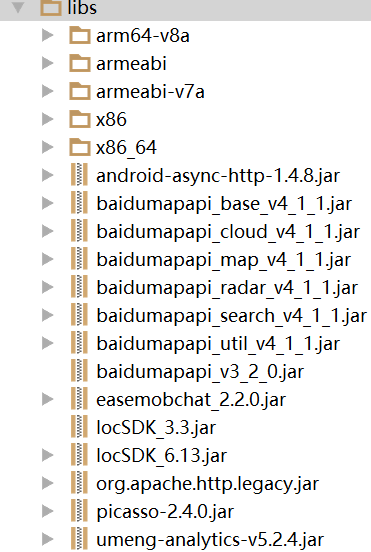 libs
arm64-v8a
armeabi
armeabi-v7a
x86
x86_64
android-async-http-1.4.8.jar
baidumapapi_base_v4_1_1.jar
baidumapapi_cloud_v4_1_1.jar
baidumapapi_map_v4_1_1.jar
baidumapapi_radar_v4_1_1.jar
baidumapapi_search_v4_1_1.jar
baidumapapi_util_v4_1_1.jar
baidumapapi_v3_2_0.jar
easemobchat_2.2.0.jar
locSDK_3.3.jar
locSDK_6.13.jar
org.apache.http.legacy.jar
picasso-2.4.0.jar
umeng-analytics-v5.2.4.jar